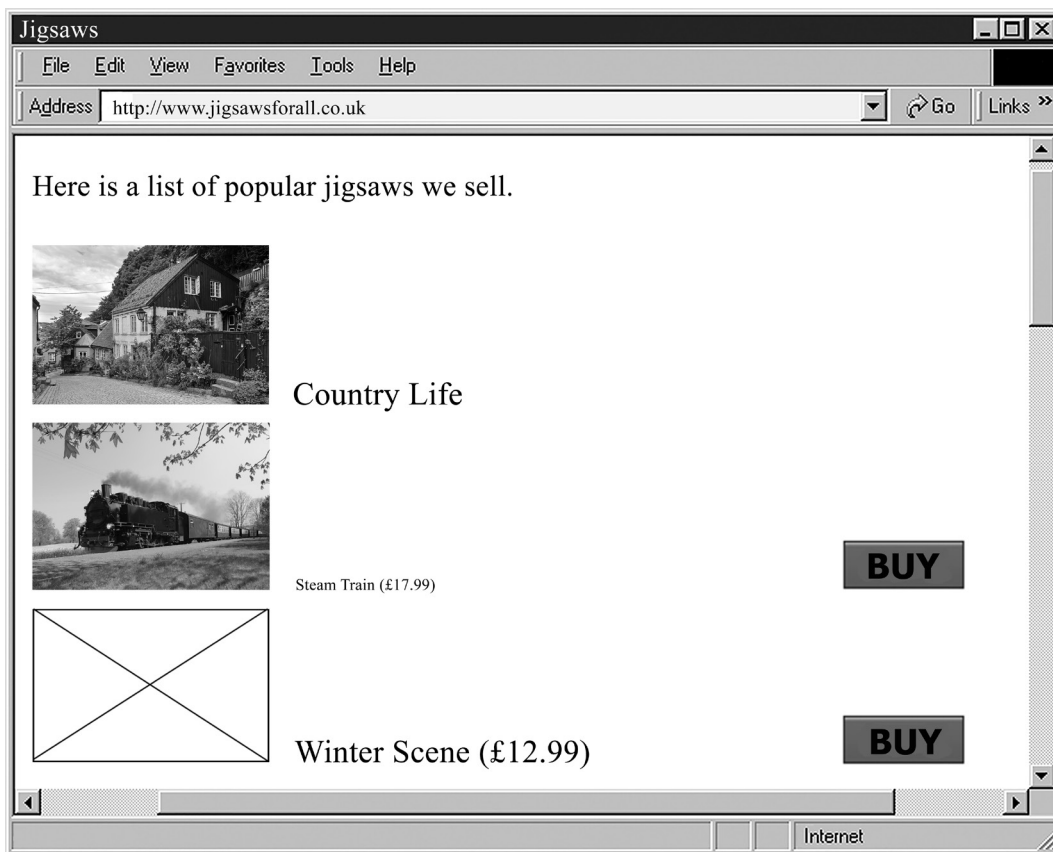 Jigsaws
File Edit View Favorites Tools Help
Address http://www.jigsawsforall.co.uk Go Links »
Here is a list of popular jigsaws we sell.
Country Life
Steam Train (£17.99) BUY
Winter Scene (£12.99) BUY
Internet